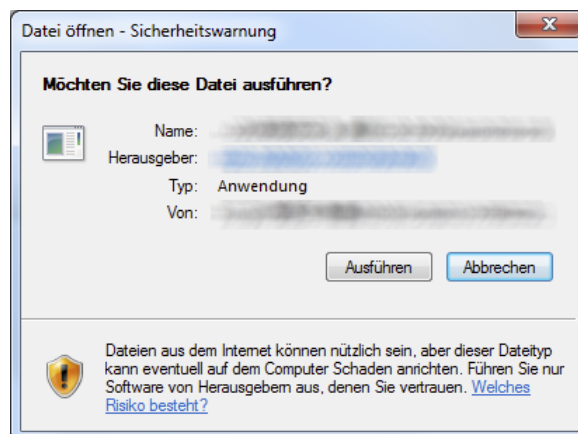 Datei öffnen - Sicherheitswarnung
Möchten Sie diese Datei ausführen?
Name:
Herausgeber:
Typ: Anwendung
Von:
Ausführen Abbrechen
Dateien aus dem Internet können nützlich sein, aber dieser Dateityp
kann eventuell auf dem Computer Schaden anrichten. Führen Sie nur
Software von Herausgebern aus, denen Sie vertrauen. Welches
Risiko besteht?